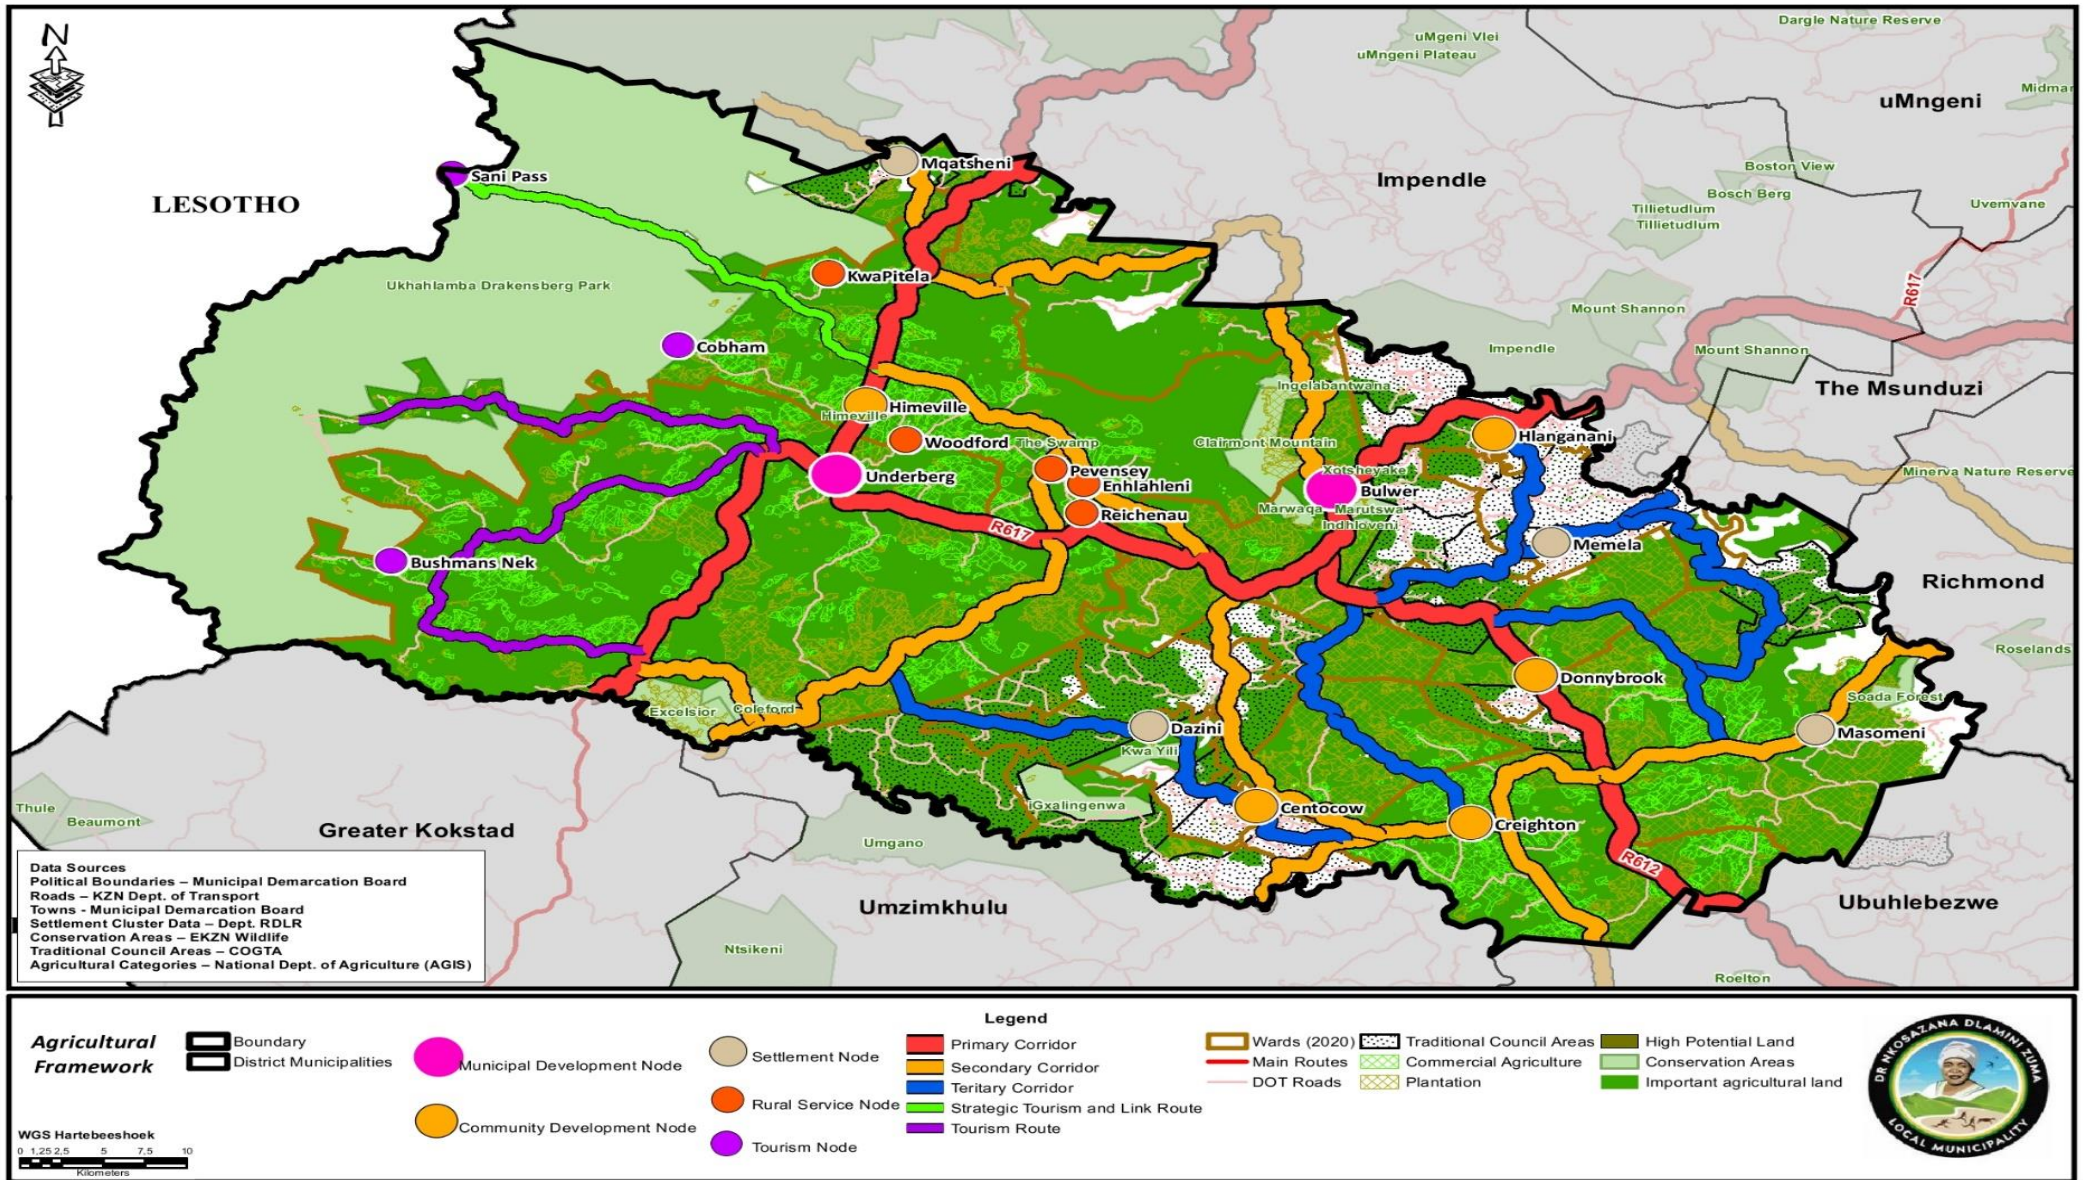 N
Dargle Nature Reserve
uMgeni Vlei
uMngeni Plateau
Midmar
uMngeni
Mqatsheni
Sani Pass
LESOTHO
Impendle
Boston View
Bosch Berg
Tillietudlum
Tillietudlum
Uvemvane
R617
KwaPitela
Ukhahlamba Drakensberg Park
Mount Shannon
Cobham
Impendle
Mount Shannon
The Msunduzi
Ingelabantwana
Himeville
Himeville
Woodford
The Swamp
Clairmont Mountain
Hlanganani
Underberg
Pevensey
Enhlahleni
Xotsheyake
Bulwer
Minerva Nature Reserve
Reichenau
Marwaqa
Marutswa
Indhloveni
R617
Memela
Bushmans Nek
Richmond
Roselands
Donnybrook
Soada Forest
Excelsior
Coleford
Dazini
Kwa Yili
Masomeni
iGxalingenwa
Centocow
Creighton
Thule
Beaumont
Greater Kokstad
Umgano
R612
Umzimkhulu
Ubuhlebezwe
Ntsikeni
Roelton
Data Sources
Political Boundaries – Municipal Demarcation Board
Roads – KZN Dept. of Transport
Towns - Municipal Demarcation Board
Settlement Cluster Data – Dept. RDLR
Conservation Areas – EKZN Wildlife
Traditional Council Areas – COGTA
Agricultural Categories – National Dept. of Agriculture (AGIS)
Agricultural
Framework
Legend
Boundary
District Municipalities
Municipal Development Node
Community Development Node
Settlement Node
Rural Service Node
Tourism Node
Primary Corridor
Secondary Corridor
Teritary Corridor
Strategic Tourism and Link Route
Tourism Route
Wards (2020)
Main Routes
DOT Roads
Traditional Council Areas
Commercial Agriculture
Plantation
High Potential Land
Conservation Areas
Important agricultural land
WGS Hartebeeshoek
0 1,25 2,5 5 7,5 10
Kilometers
DR NKOSAZANA DLAMINI ZUMA
LOCAL MUNICIPALITY